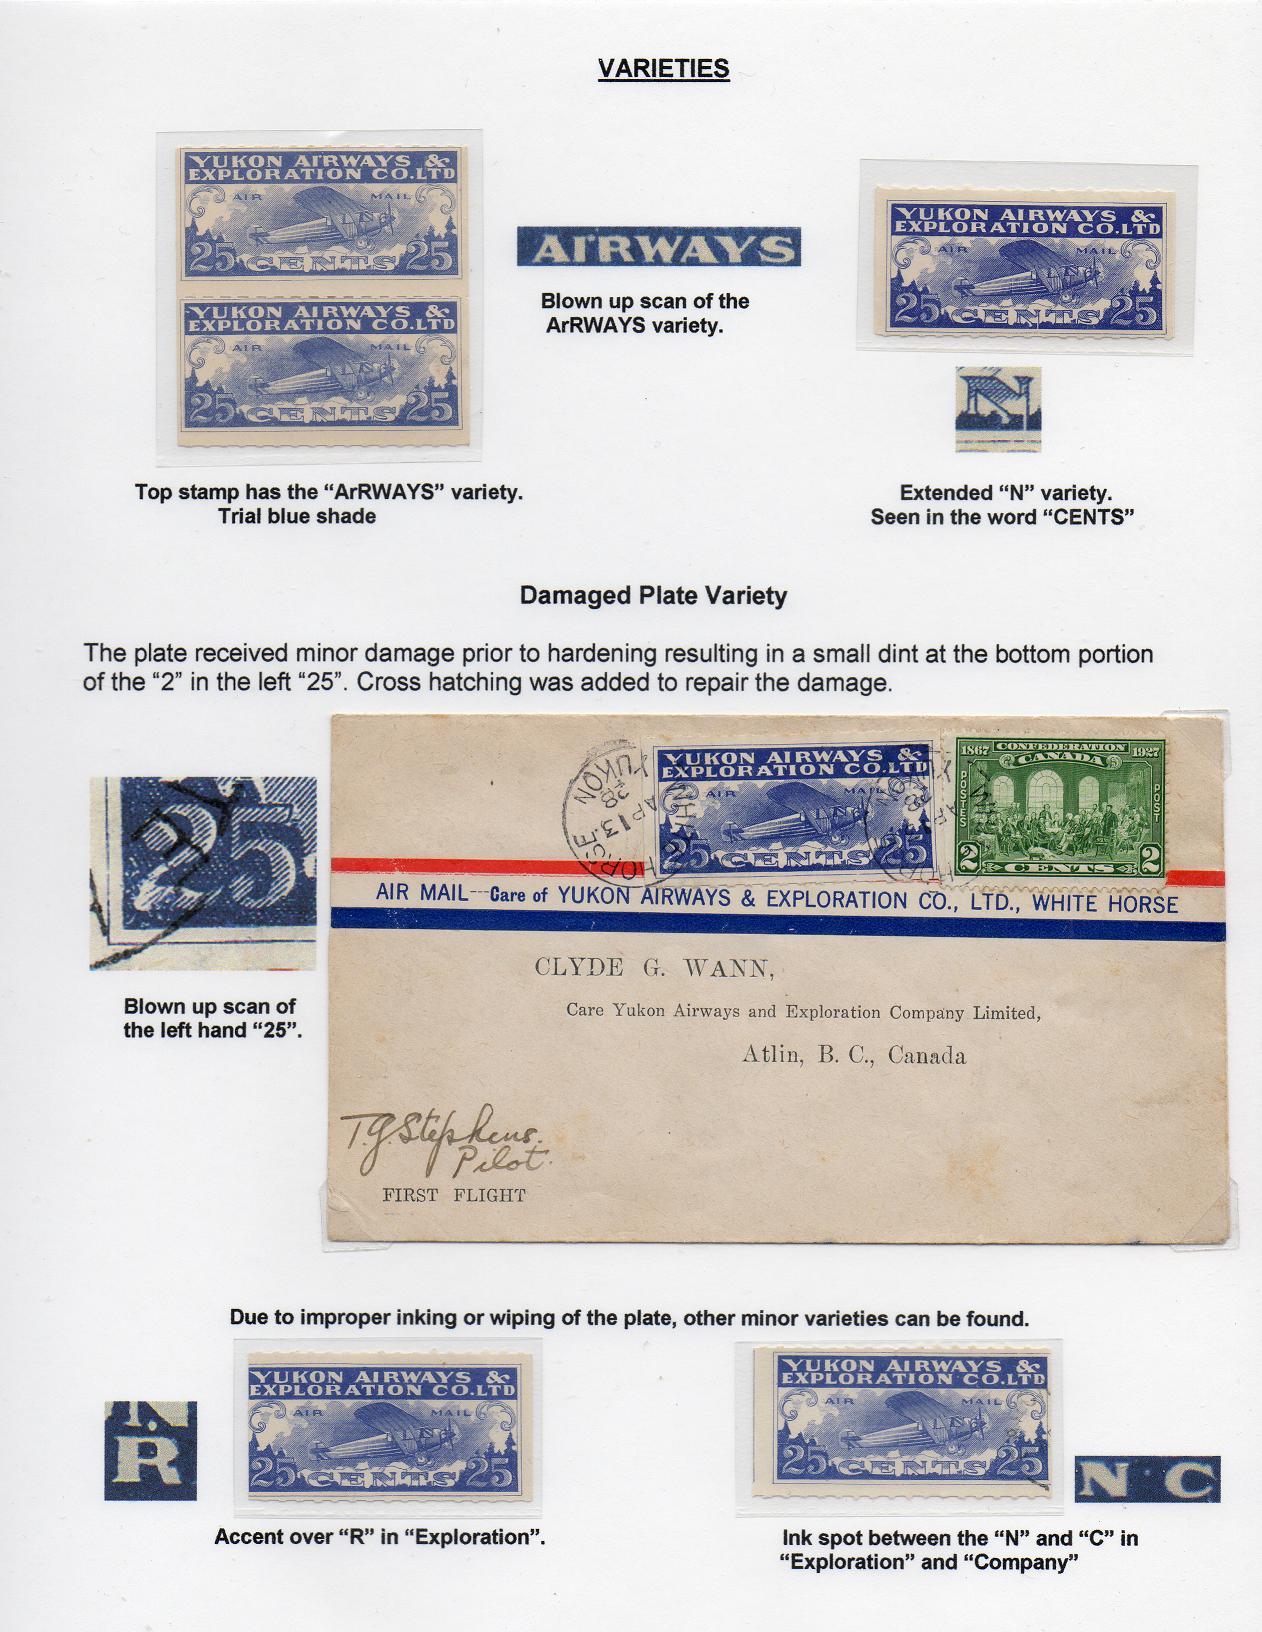 VARIETIES
YUKON AIRWAYS &
EXPLORATION CO.LTD
AIR MAIL
25 CENTS 25
YUKON AIRWAYS &
EXPLORATION CO.LTD
AIR MAIL
25 CENTS 25
AIRWAYS
Blown up scan of the
ArRWAYS variety.
YUKON AIRWAYS &
EXPLORATION CO.LTD
AIR MAIL
25 CENTS 25
N
Top stamp has the “ArRWAYS” variety.
Trial blue shade
Extended “N” variety.
Seen in the word “CENTS”
Damaged Plate Variety
The plate received minor damage prior to hardening resulting in a small dint at the bottom portion
of the “2” in the left “25”. Cross hatching was added to repair the damage.
25
Blown up scan of
the left hand “25”.
YUKON AIRWAYS &
EXPLORATION CO.LTD
AIR MAIL
25 CENTS 25
WHITE HORSE
AP 13
28
YUKON
1867 CONFEDERATION 1927
CANADA
POSTES POST
2 CENTS 2
AIR MAIL---Care of YUKON AIRWAYS & EXPLORATION CO., LTD., WHITE HORSE
CLYDE G. WANN,
Care Yukon Airways and Exploration Company Limited,
Atlin, B. C., Canada
T.G. Stephens.
Pilot.
FIRST FLIGHT
Due to improper inking or wiping of the plate, other minor varieties can be found.
N
R
YUKON AIRWAYS &
EXPLORATION CO.LTD
AIR MAIL
25 CENTS 25
Accent over “R” in “Exploration”.
YUKON AIRWAYS &
EXPLORATION CO.LTD
AIR MAIL
25 CENTS 25
N C
Ink spot between the “N” and “C” in
“Exploration” and “Company”